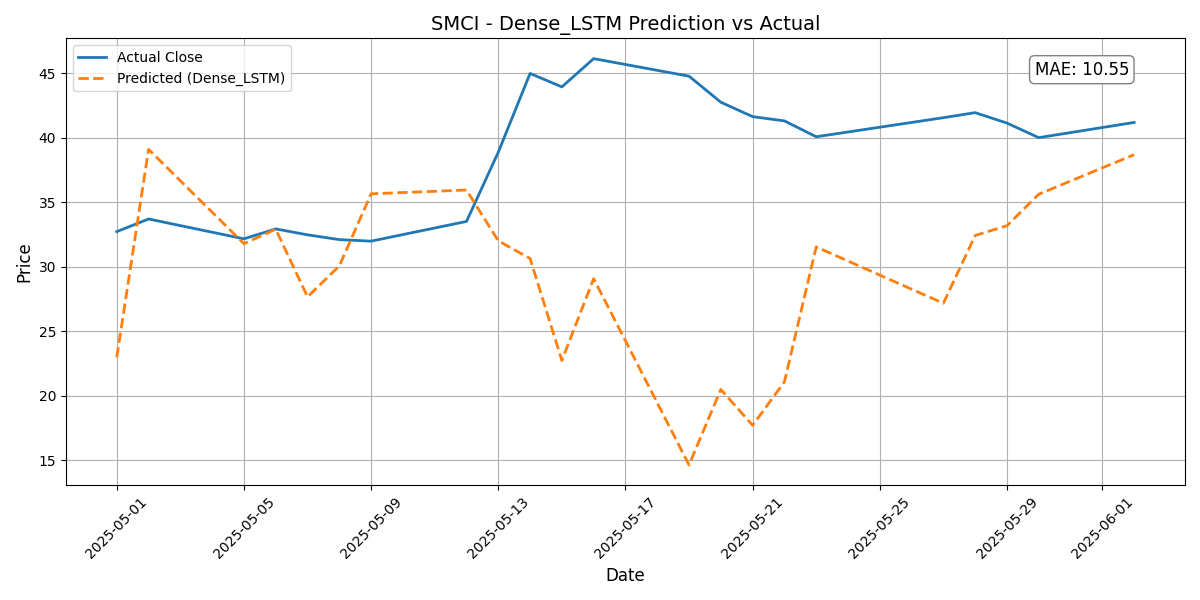 SMCI - Dense_LSTM Prediction vs Actual
Actual Close
Predicted (Dense_LSTM)
MAE: 10.55
Price
45
40
35
30
25
20
15
2025-05-01
2025-05-05
2025-05-09
2025-05-13
2025-05-17
2025-05-21
2025-05-25
2025-05-29
2025-06-01
Date